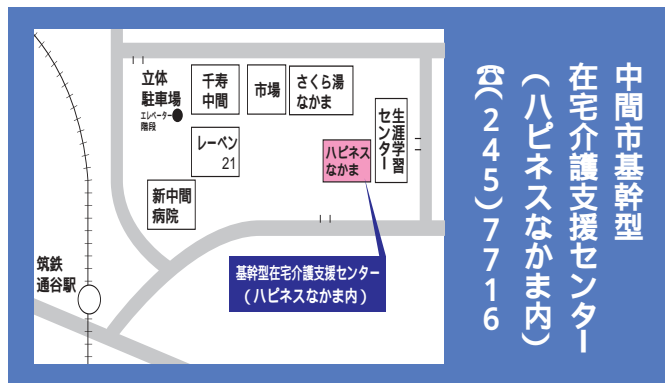 中間市基幹型
在宅介護支援センター
(ハピネスなかま内)
☎(245)7716
立体
駐車場
エレベーター
階段
千寿
中間
市場
さくら湯
なかま
レーベン
21
ハピネス
なかま
生涯学習
センター
新中間
病院
筑鉄
通谷駅
基幹型在宅介護支援センター
(ハピネスなかま内)